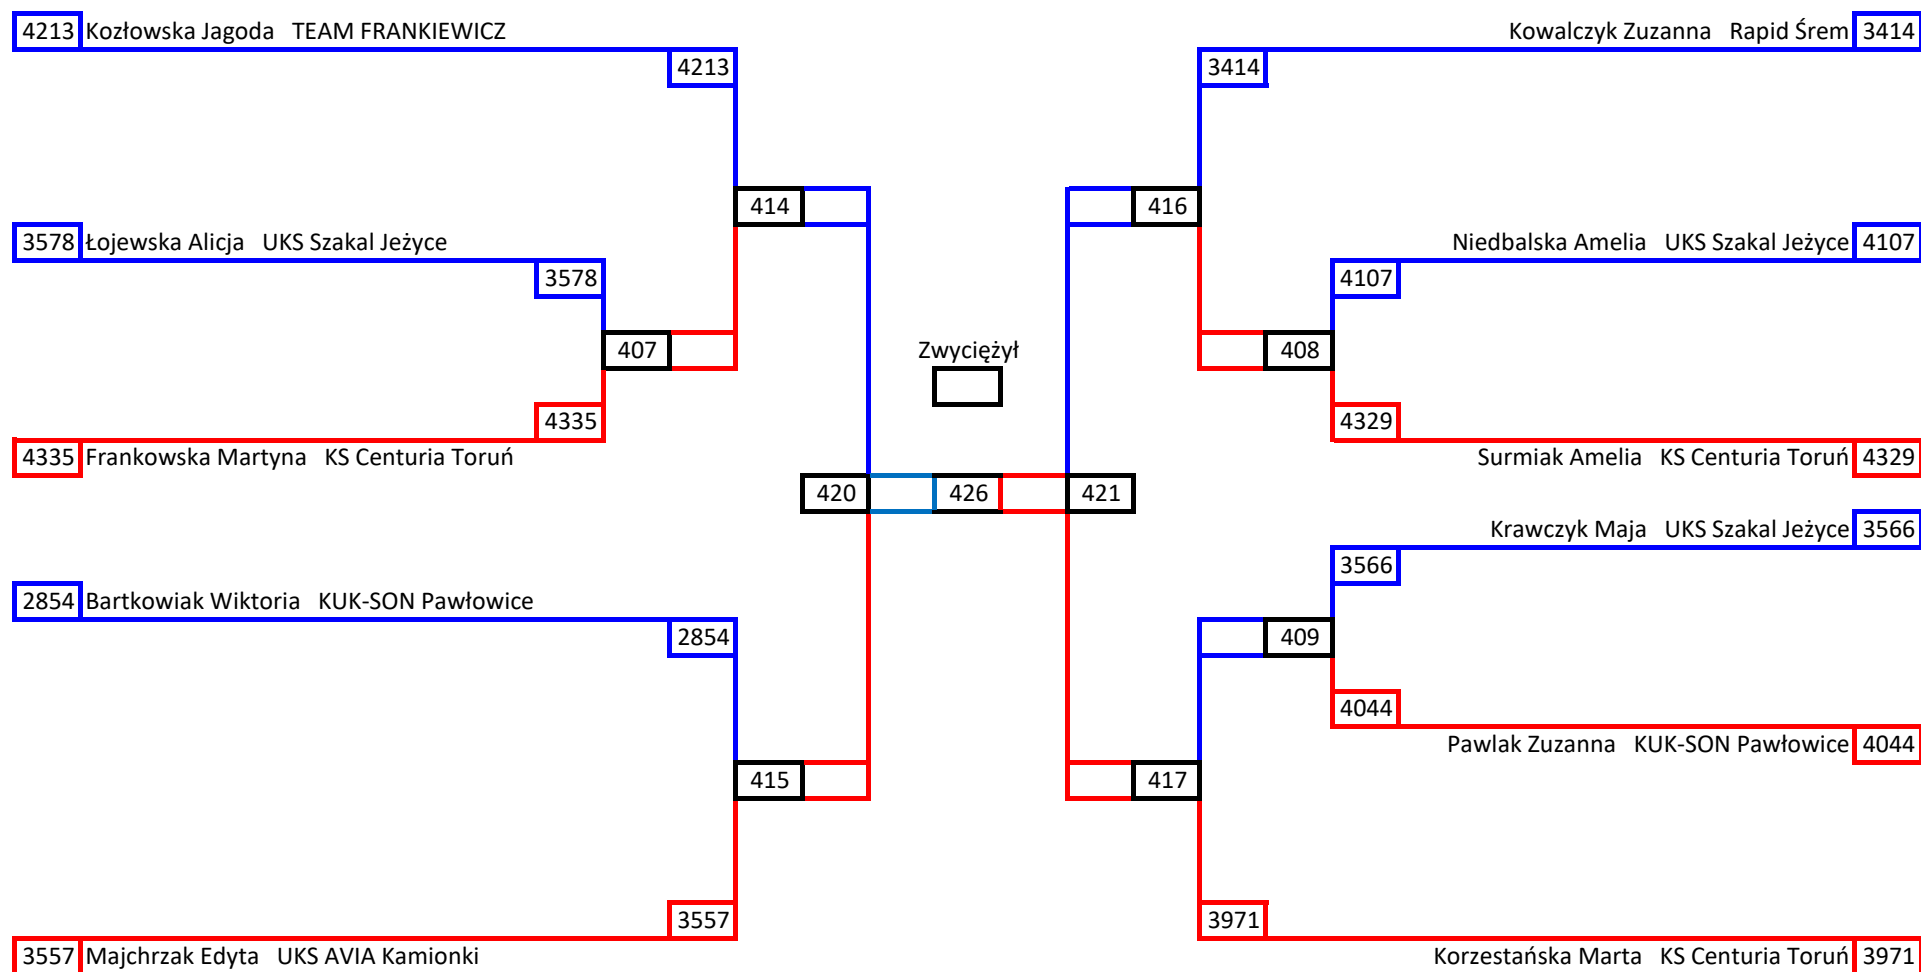 4213 Kozłowska Jagoda TEAM FRANKIEWICZ
Kowalczyk Zuzanna Rapid Śrem 3414
4213
3414
414
416
3578 Łojewska Alicja UKS Szakal Jeżyce
Niedbalska Amelia UKS Szakal Jeżyce 4107
3578
4107
407
Zwyciężył
408
4335
4329
4335 Frankowska Martyna KS Centuria Toruń
Surmiak Amelia KS Centuria Toruń 4329
420
426
421
Krawczyk Maja UKS Szakal Jeżyce 3566
3566
2854 Bartkowiak Wiktoria KUK-SON Pawłowice
2854
409
4044
Pawlak Zuzanna KUK-SON Pawłowice 4044
415
417
3557
3971
3557 Majchrzak Edyta UKS AVIA Kamionki
Korzestańska Marta KS Centuria Toruń 3971